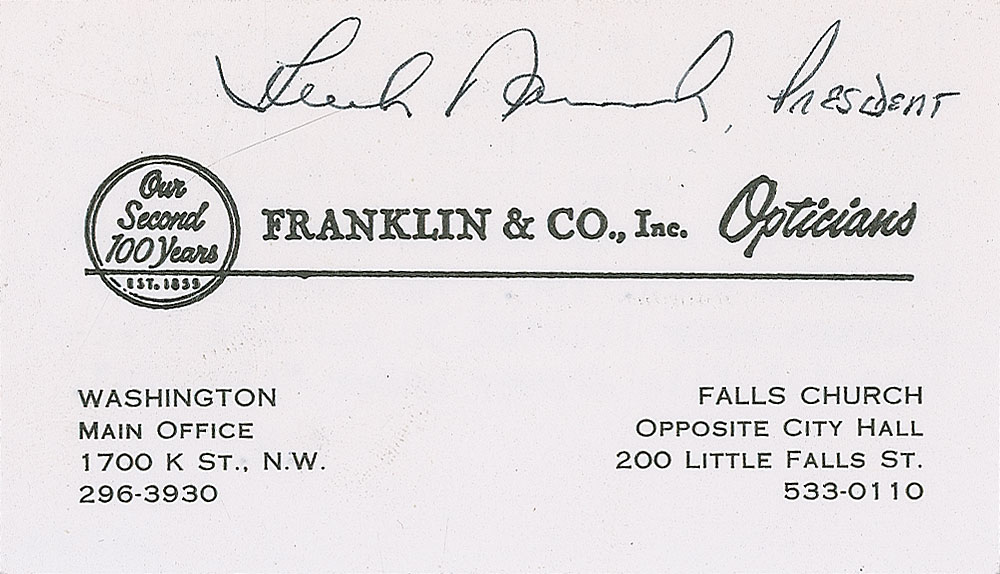 , President
Our
Second
100 Years
EST. 1859
FRANKLIN & CO., Inc. Opticians
WASHINGTON
MAIN OFFICE
1700 K ST., N.W.
296-3930
FALLS CHURCH
OPPOSITE CITY HALL
200 LITTLE FALLS ST.
533-0110